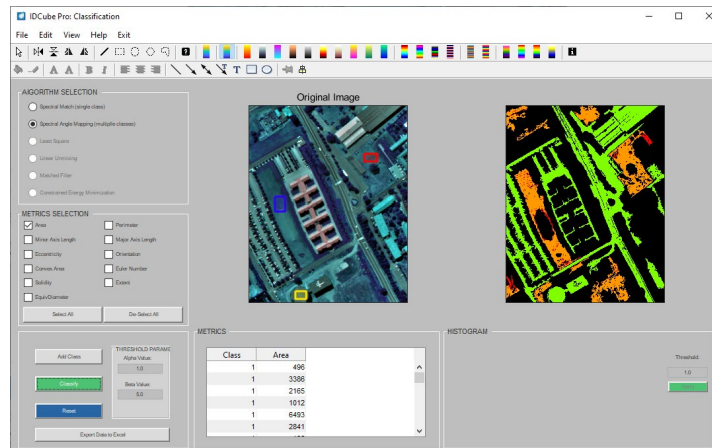 IDCube Pro: Classification
File Edit View Help Exit
ALGORITHM SELECTION
Spectral Match (single class)
Spectral Angle Mapping (multiple classes)
Least Square
Linear Unmixing
Matched Filter
Constrained Energy Minimization
METRICS SELECTION
Area
Perimeter
Minor Axis Length
Major Axis Length
Eccentricity
Orientation
Convex Area
Euler Number
Solidity
Extent
EquivDiameter
Select All
De-Select All
Original Image
Add Class
Classify
Reset
Export Data to Excel
THRESHOLD PARAME
Alpha Value:
1.0
Beta Value:
5.0
METRICS
Class Area
1 496
1 3386
1 2165
1 1012
1 6493
1 2841
HISTOGRAM
Threshold:
1.0